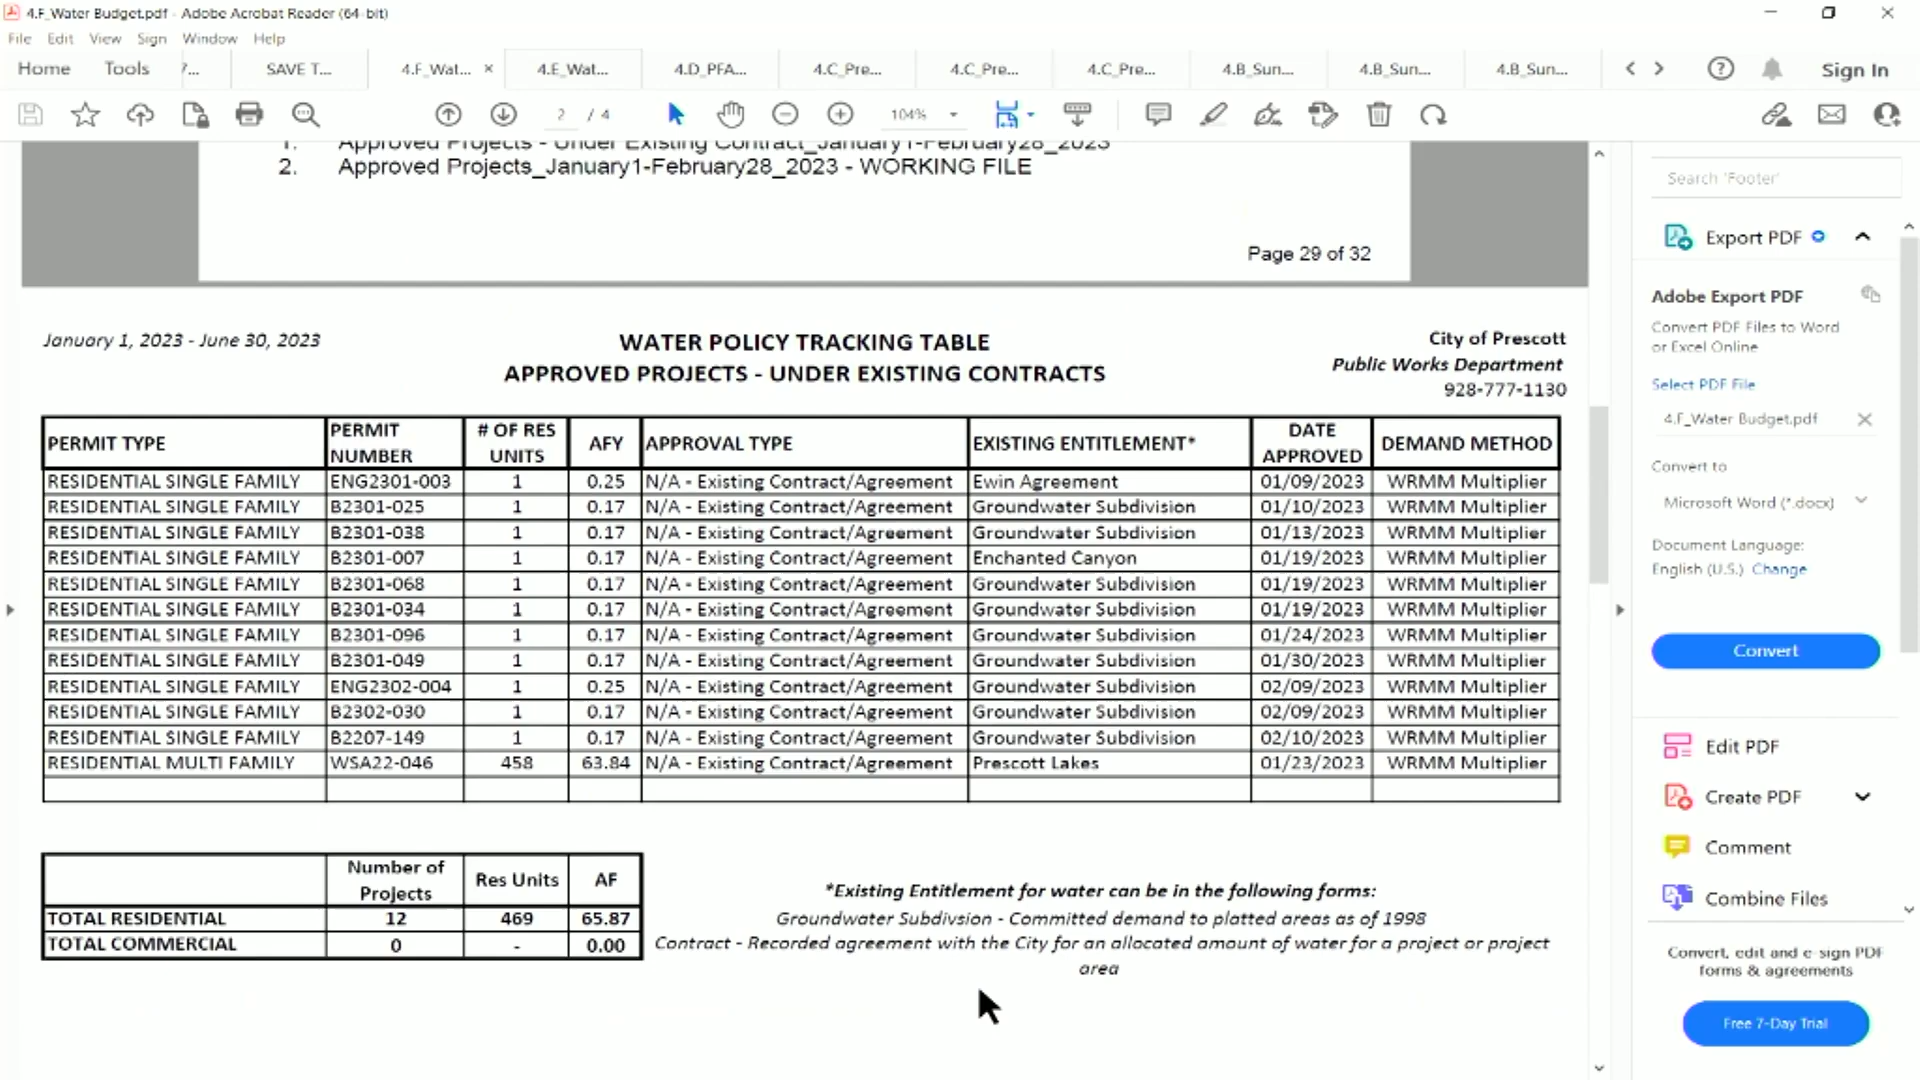 4.F_Water Budget.pdf - Adobe Acrobat Reader (64-bit)
File Edit View Sign Window Help
Home Tools 7... SAVE T... 4.F_Wat... × 4.E_Wat... 4.D_PFA... 4.C_Pre... 4.C_Pre... 4.C_Pre... 4.B_Sun... 4.B_Sun... 4.B_Sun... Sign In
2 / 4 104%
1. Approved Projects - Under Existing Contract_January1-February28_2023
2. Approved Projects_January1-February28_2023 - WORKING FILE
Page 29 of 32
January 1, 2023 - June 30, 2023
WATER POLICY TRACKING TABLE
APPROVED PROJECTS - UNDER EXISTING CONTRACTS
City of Prescott
Public Works Department
928-777-1130
PERMIT TYPE PERMIT NUMBER # OF RES UNITS AFY APPROVAL TYPE EXISTING ENTITLEMENT* DATE APPROVED DEMAND METHOD
RESIDENTIAL SINGLE FAMILY ENG2301-003 1 0.25 N/A - Existing Contract/Agreement Ewin Agreement 01/09/2023 WRMM Multiplier
RESIDENTIAL SINGLE FAMILY B2301-025 1 0.17 N/A - Existing Contract/Agreement Groundwater Subdivision 01/10/2023 WRMM Multiplier
RESIDENTIAL SINGLE FAMILY B2301-038 1 0.17 N/A - Existing Contract/Agreement Groundwater Subdivision 01/13/2023 WRMM Multiplier
RESIDENTIAL SINGLE FAMILY B2301-007 1 0.17 N/A - Existing Contract/Agreement Enchanted Canyon 01/19/2023 WRMM Multiplier
RESIDENTIAL SINGLE FAMILY B2301-068 1 0.17 N/A - Existing Contract/Agreement Groundwater Subdivision 01/19/2023 WRMM Multiplier
RESIDENTIAL SINGLE FAMILY B2301-034 1 0.17 N/A - Existing Contract/Agreement Groundwater Subdivision 01/19/2023 WRMM Multiplier
RESIDENTIAL SINGLE FAMILY B2301-096 1 0.17 N/A - Existing Contract/Agreement Groundwater Subdivision 01/24/2023 WRMM Multiplier
RESIDENTIAL SINGLE FAMILY B2301-049 1 0.17 N/A - Existing Contract/Agreement Groundwater Subdivision 01/30/2023 WRMM Multiplier
RESIDENTIAL SINGLE FAMILY ENG2302-004 1 0.25 N/A - Existing Contract/Agreement Groundwater Subdivision 02/09/2023 WRMM Multiplier
RESIDENTIAL SINGLE FAMILY B2302-030 1 0.17 N/A - Existing Contract/Agreement Groundwater Subdivision 02/09/2023 WRMM Multiplier
RESIDENTIAL SINGLE FAMILY B2207-149 1 0.17 N/A - Existing Contract/Agreement Groundwater Subdivision 02/10/2023 WRMM Multiplier
RESIDENTIAL MULTI FAMILY WSA22-046 458 63.84 N/A - Existing Contract/Agreement Prescott Lakes 01/23/2023 WRMM Multiplier
Number of Projects Res Units AF
TOTAL RESIDENTIAL 12 469 65.87
TOTAL COMMERCIAL 0 - 0.00
*Existing Entitlement for water can be in the following forms:
Groundwater Subdivsion - Committed demand to plotted areas as of 1998
Contract - Recorded agreement with the City for an allocated amount of water for a project or project
area
Search 'Footer'
Export PDF
Adobe Export PDF
Convert PDF Files to Word
or Excel Online
Select PDF File
4.F_Water Budget.pdf
Convert to
Microsoft Word (*.docx)
Document Language:
English (U.S.) Change
Convert
Edit PDF
Create PDF
Comment
Combine Files
Convert, edit and e-sign PDF
forms & agreements
Free 7-Day Trial